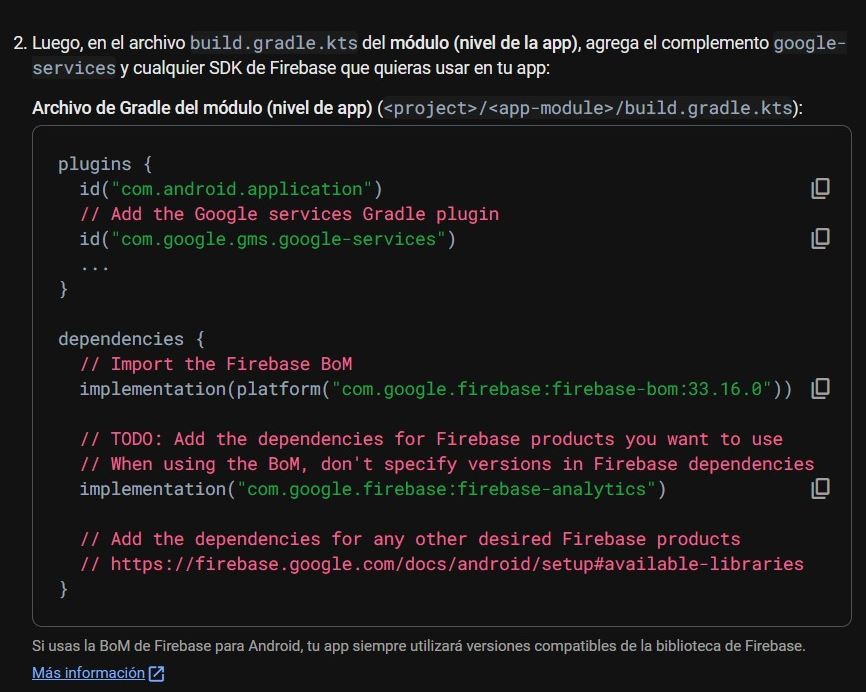 2. Luego, en el archivo build.gradle.kts del módulo (nivel de la app), agrega el complemento google-
services y cualquier SDK de Firebase que quieras usar en tu app:
Archivo de Gradle del módulo (nivel de app) (<project>/<app-module>/build.gradle.kts):
plugins {
  id("com.android.application")
  // Add the Google services Gradle plugin
  id("com.google.gms.google-services")
  ...
}
dependencies {
  // Import the Firebase BoM
  implementation(platform("com.google.firebase:firebase-bom:33.16.0"))
  // TODO: Add the dependencies for Firebase products you want to use
  // When using the BoM, don't specify versions in Firebase dependencies
  implementation("com.google.firebase:firebase-analytics")
  // Add the dependencies for any other desired Firebase products
  // https://firebase.google.com/docs/android/setup#available-libraries
}
Si usas la BoM de Firebase para Android, tu app siempre utilizará versiones compatibles de la biblioteca de Firebase.
Más información